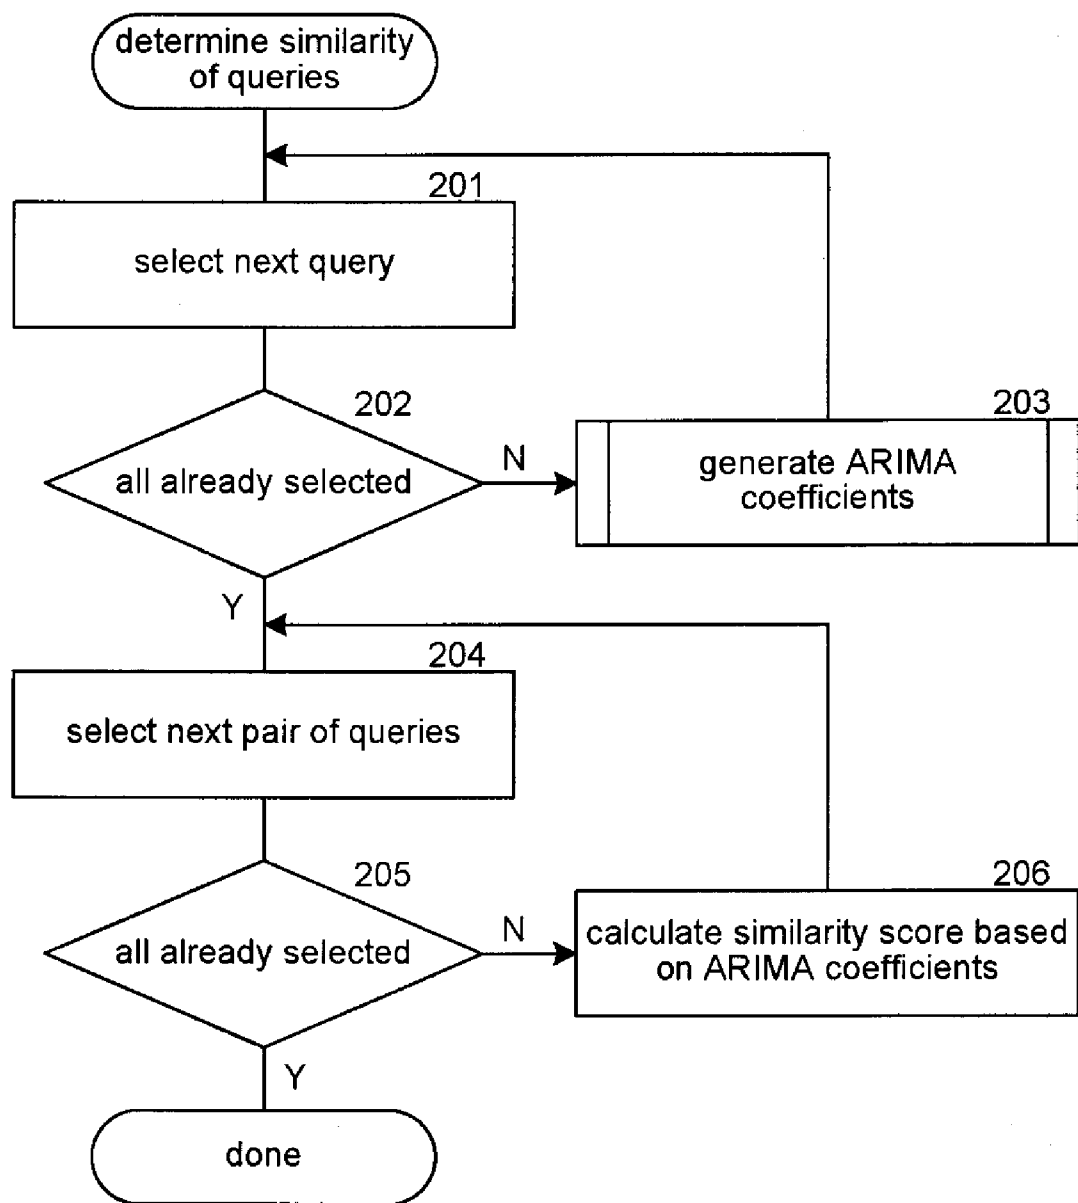 determine similarity
of queries
201
select next query
202
all already selected
N
203
generate ARIMA
coefficients
Y
204
select next pair of queries
205
all already selected
N
206
calculate similarity score based
on ARIMA coefficients
Y
done